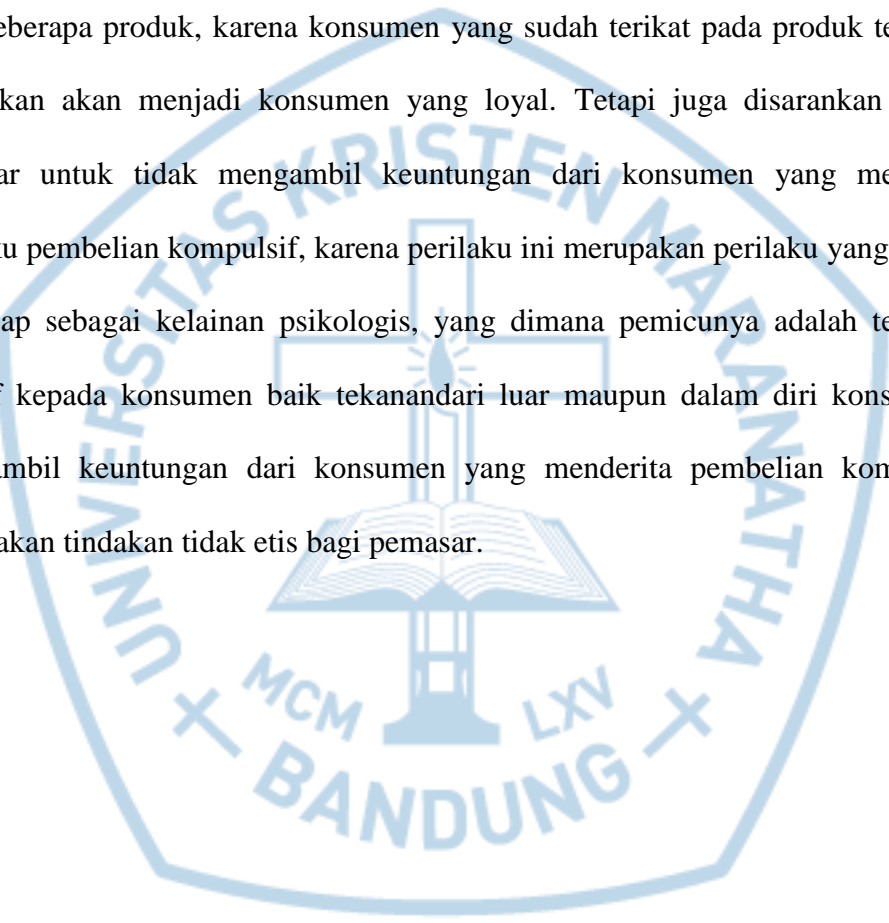 eberapa produk, karena konsumen yang sudah terikat pada produk te
kan akan menjadi konsumen yang loyal. Tetapi juga disarankan
ar untuk tidak mengambil keuntungan dari konsumen yang me
ku pembelian kompulsif, karena perilaku ini merupakan perilaku yang
ap sebagai kelainan psikologis, yang dimana pemicunya adalah te
f kepada konsumen baik tekanandari luar maupun dalam diri kons
mbil keuntungan dari konsumen yang menderita pembelian kom
akan tindakan tidak etis bagi pemasar.
UNIVERSITAS KRISTEN MARANATHA
MCM LXV
BANDUNG